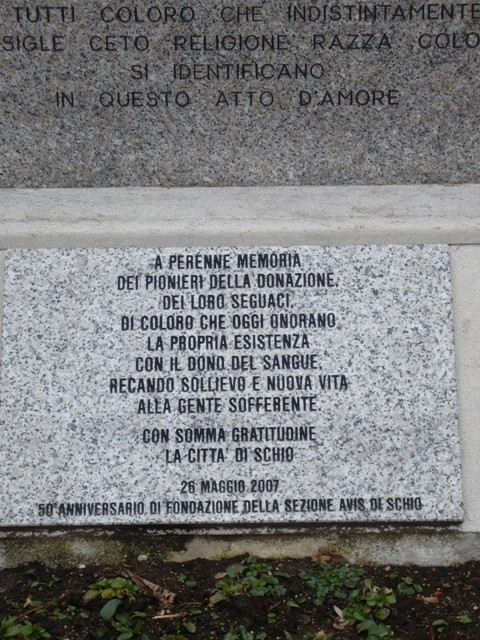 TUTTI COLORO CHE INDISTINTAMENTE
SIGLE CETO RELIGIONE RAZZA COLO
SI IDENTIFICANO
IN QUESTO ATTO D'AMORE
A PERENNE MEMORIA
DEI PIONIERI DELLA DONAZIONE,
DEI LORO SEGUACI,
DI COLORO CHE OGGI ONORANO
LA PROPRIA ESISTENZA
CON IL DONO DEL SANGUE,
RECANDO SOLLIEVO E NUOVA VITA
ALLA GENTE SOFFERENTE.
CON SOMMA GRATITUDINE
LA CITTA' DI SCHIO
26 MAGGIO 2007
50° ANNIVERSARIO DI FONDAZIONE DELLA SEZIONE AVIS DI SCHIO